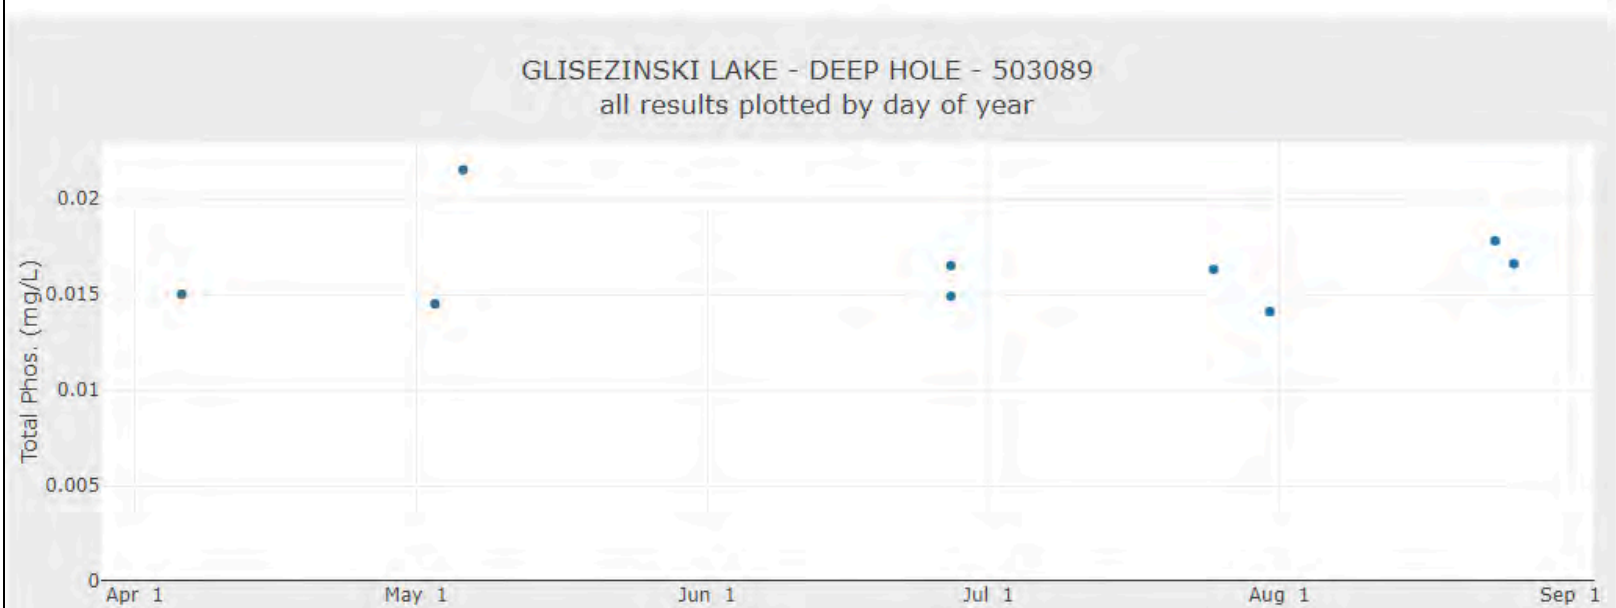 GLISEZINSKI LAKE - DEEP HOLE - 503089
all results plotted by day of year
Total Phos. (mg/L)
0.02
0.015
0.01
0.005
0
Apr 1
May 1
Jun 1
Jul 1
Aug 1
Sep 1